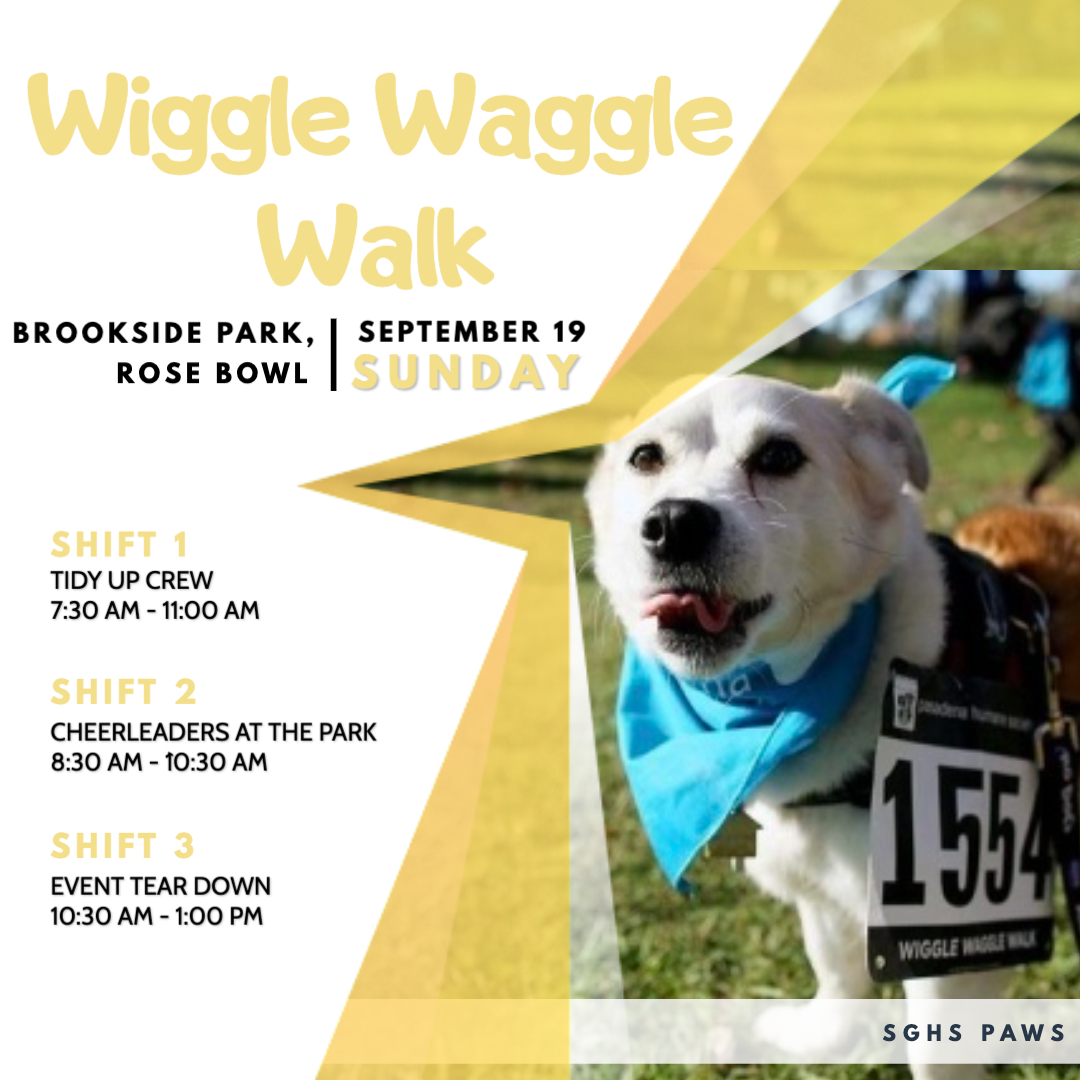 Wiggle Waggle
Walk
BROOKSIDE PARK,
ROSE BOWL
SEPTEMBER 19
SUNDAY
SHIFT 1
TIDY UP CREW
7:30 AM - 11:00 AM
SHIFT 2
CHEERLEADERS AT THE PARK
8:30 AM - 10:30 AM
SHIFT 3
EVENT TEAR DOWN
10:30 AM - 1:00 PM
pasadena humane
1554
WIGGLE WAGGLE WALK
SGHS PAWS